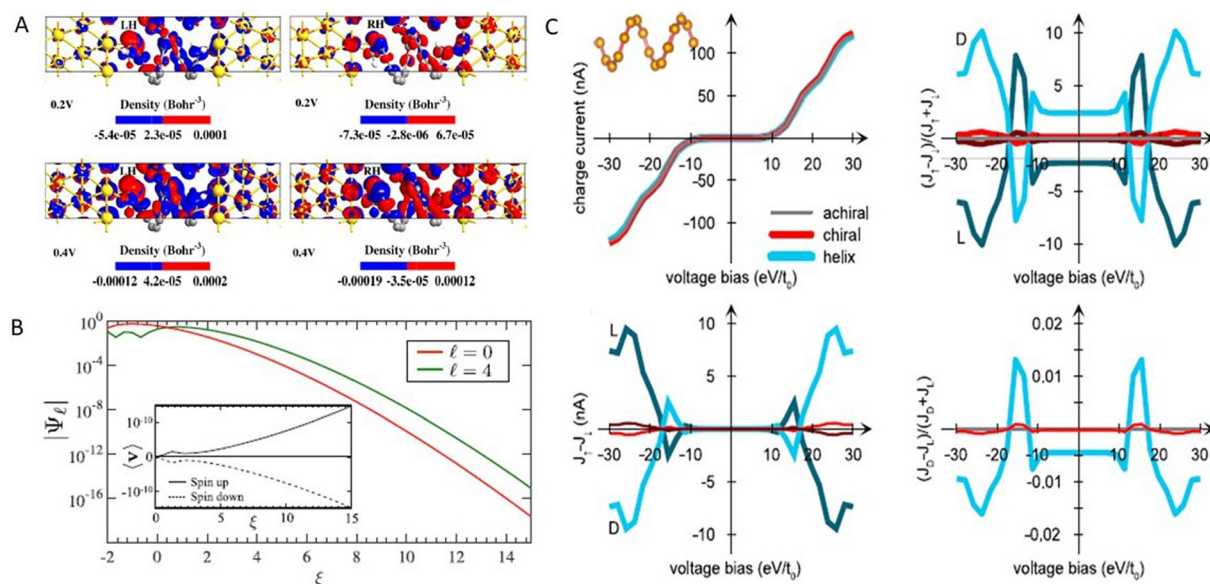 A
LH
RH
0.2V
Density (Bohr⁻³)
-5.4e-05 2.3e-05 0.0001
0.2V
Density (Bohr⁻³)
-7.3e-05 -2.8e-06 6.7e-05
LH
RH
0.4V
Density (Bohr⁻³)
-0.00012 4.2e-05 0.0002
0.4V
Density (Bohr⁻³)
-0.00019 -3.5e-05 0.00012
B
|Ψℓ|
10⁰
10⁻⁴
10⁻⁸
10⁻¹²
10⁻¹⁶
-2 0 2 4 6 8 10 12 14
ξ
ℓ = 0
ℓ = 4
⟨v⟩
10⁻¹⁰
0
-10⁻¹⁰
Spin up
Spin down
0 5 10 15
ξ
C
charge current (nA)
100
50
-50
-100
-30 -20 -10 10 20 30
achiral
chiral
helix
voltage bias (eV/t₀)
(J↑-J↓)/(J↑+J↓)
D
L
10
5
-5
-10
-30 -20 -10 10 20 30
voltage bias (eV/t₀)
J↑-J↓ (nA)
L
D
10
5
-5
-10
-30 -20 -10 10 20 30
voltage bias (eV/t₀)
(J_D-J_L)/(J_D+J_L)
0.02
0.01
-0.01
-0.02
-30 -20 -10 10 20 30
voltage bias (eV/t₀)